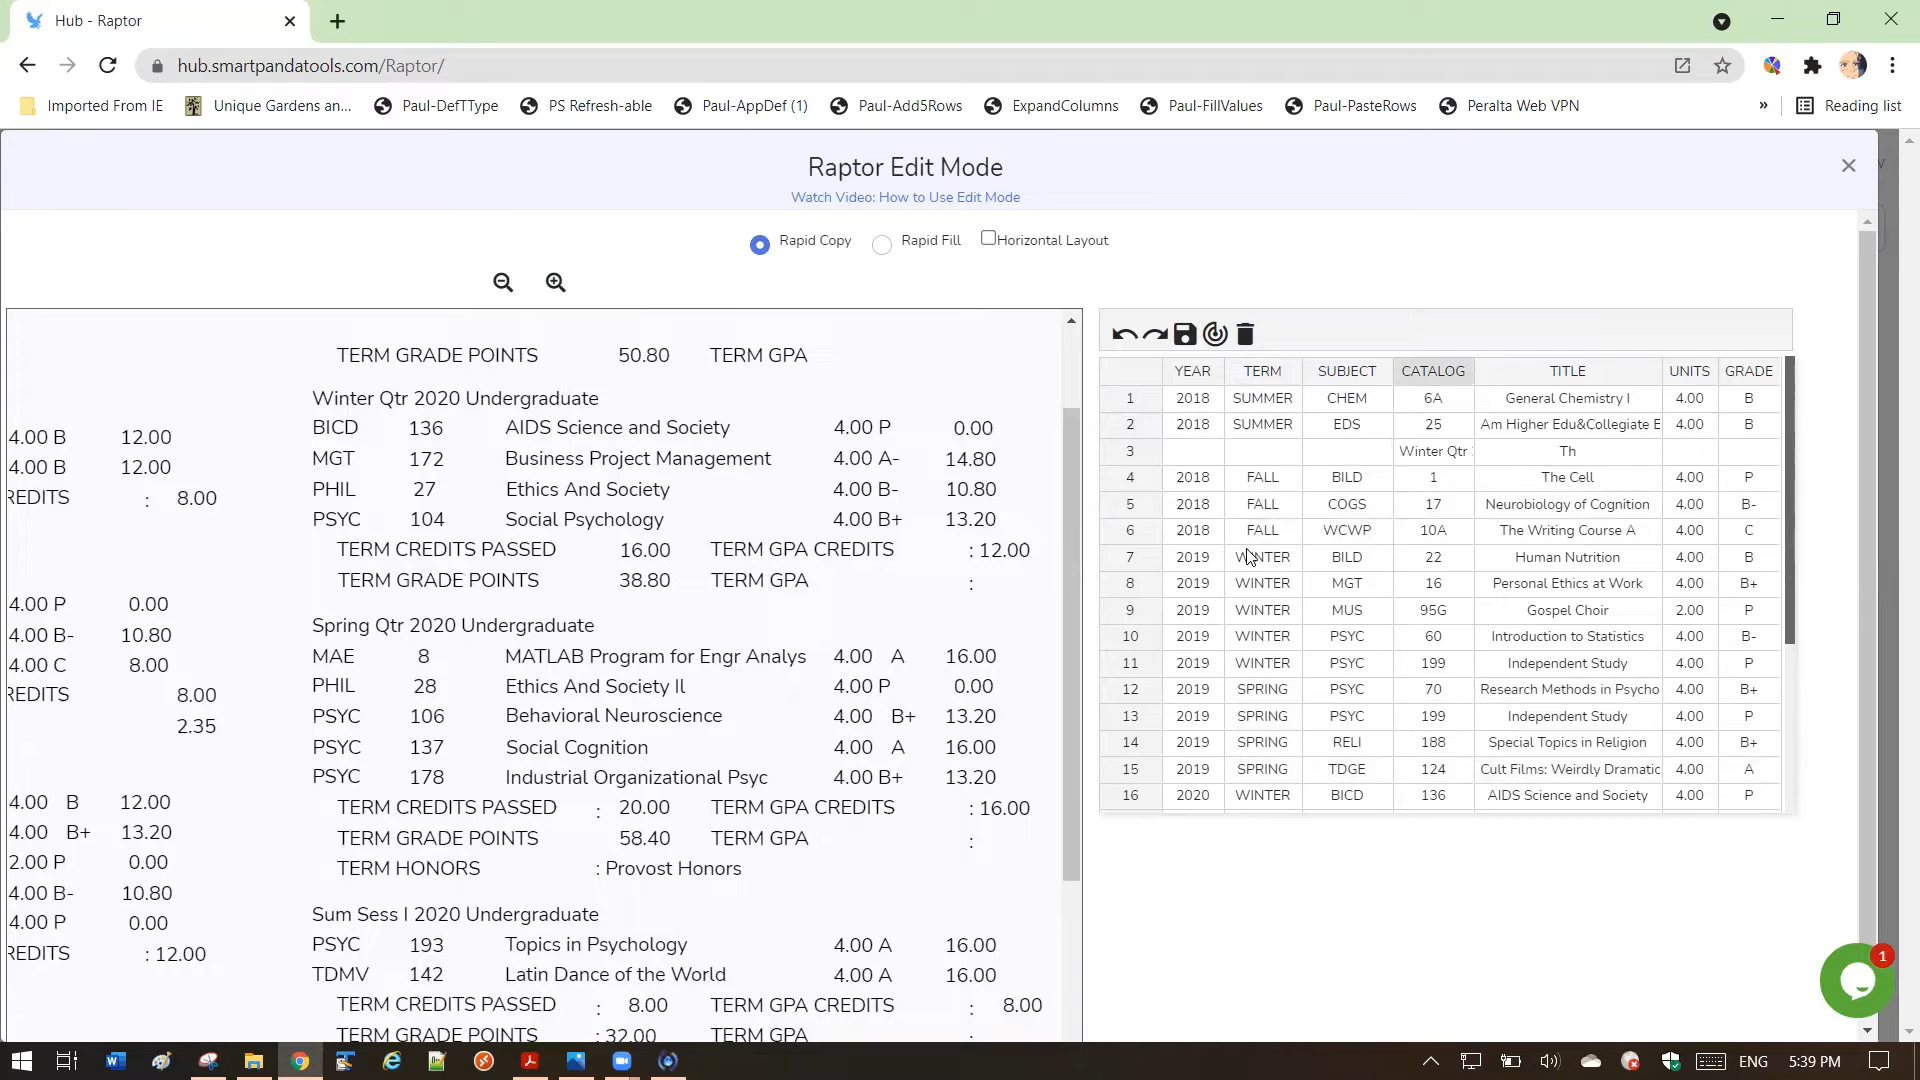 Hub - Raptor
hub.smartpandatools.com/Raptor/
Imported From IE Unique Gardens an... Paul-DefTType PS Refresh-able Paul-AppDef (1) Paul-Add5Rows ExpandColumns Paul-FillValues Paul-PasteRows Peralta Web VPN » Reading list
Raptor Edit Mode
Watch Video: How to Use Edit Mode
Rapid Copy Rapid Fill Horizontal Layout
4.00 B 12.00
4.00 B 12.00
REDITS : 8.00
4.00 P 0.00
4.00 B- 10.80
4.00 C 8.00
REDITS 8.00
2.35
4.00 B 12.00
4.00 B+ 13.20
2.00 P 0.00
4.00 B- 10.80
4.00 P 0.00
REDITS : 12.00
TERM GRADE POINTS 50.80 TERM GPA
Winter Qtr 2020 Undergraduate
BICD 136 AIDS Science and Society 4.00 P 0.00
MGT 172 Business Project Management 4.00 A- 14.80
PHIL 27 Ethics And Society 4.00 B- 10.80
PSYC 104 Social Psychology 4.00 B+ 13.20
TERM CREDITS PASSED 16.00 TERM GPA CREDITS : 12.00
TERM GRADE POINTS 38.80 TERM GPA :
Spring Qtr 2020 Undergraduate
MAE 8 MATLAB Program for Engr Analys 4.00 A 16.00
PHIL 28 Ethics And Society Il 4.00 P 0.00
PSYC 106 Behavioral Neuroscience 4.00 B+ 13.20
PSYC 137 Social Cognition 4.00 A 16.00
PSYC 178 Industrial Organizational Psyc 4.00 B+ 13.20
TERM CREDITS PASSED : 20.00 TERM GPA CREDITS : 16.00
TERM GRADE POINTS 58.40 TERM GPA :
TERM HONORS : Provost Honors
Sum Sess I 2020 Undergraduate
PSYC 193 Topics in Psychology 4.00 A 16.00
TDMV 142 Latin Dance of the World 4.00 A 16.00
TERM CREDITS PASSED : 8.00 TERM GPA CREDITS : 8.00
TERM GRADE POINTS : 32.00 TERM GPA :
YEAR TERM SUBJECT CATALOG TITLE UNITS GRADE
1 2018 SUMMER CHEM 6A General Chemistry I 4.00 B
2 2018 SUMMER EDS 25 Am Higher Edu&Collegiate E 4.00 B
3 Winter Qtr Th
4 2018 FALL BILD 1 The Cell 4.00 P
5 2018 FALL COGS 17 Neurobiology of Cognition 4.00 B-
6 2018 FALL WCWP 10A The Writing Course A 4.00 C
7 2019 WINTER BILD 22 Human Nutrition 4.00 B
8 2019 WINTER MGT 16 Personal Ethics at Work 4.00 B+
9 2019 WINTER MUS 95G Gospel Choir 2.00 P
10 2019 WINTER PSYC 60 Introduction to Statistics 4.00 B-
11 2019 WINTER PSYC 199 Independent Study 4.00 P
12 2019 SPRING PSYC 70 Research Methods in Psycho 4.00 B+
13 2019 SPRING PSYC 199 Independent Study 4.00 P
14 2019 SPRING RELI 188 Special Topics in Religion 4.00 B+
15 2019 SPRING TDGE 124 Cult Films: Weirdly Dramatic 4.00 A
16 2020 WINTER BICD 136 AIDS Science and Society 4.00 P
1
ENG 5:39 PM